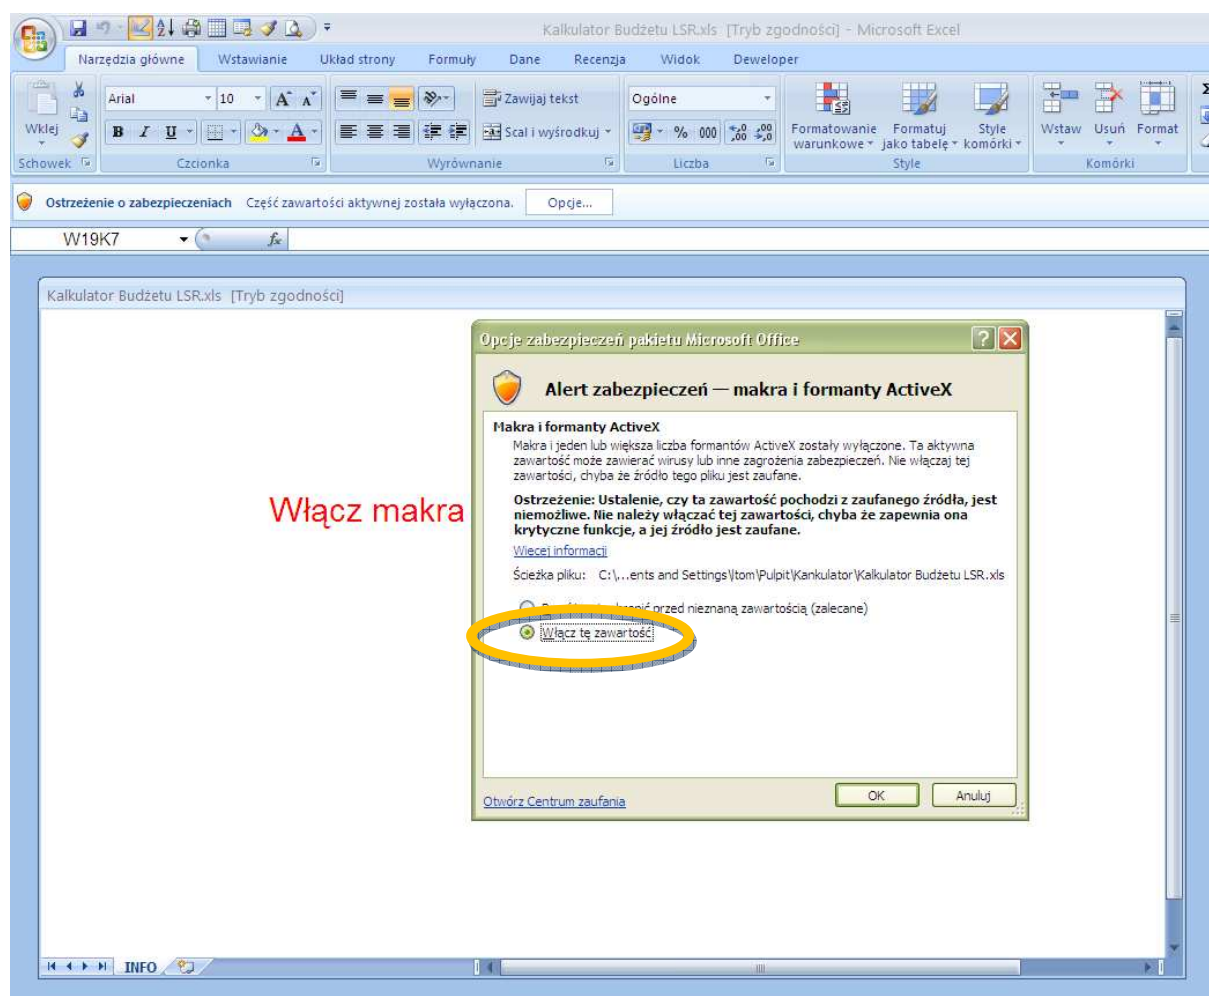 Kalkulator Budżetu LSR.xls [Tryb zgodności] - Microsoft Excel
Narzędzia główne Wstawianie Układ strony Formuły Dane Recenzja Widok Deweloper
Arial 10 A A Zawijaj tekst Ogólne
Wklej B I U A Scal i wyśrodkuj % 000 ,00 ,00 ,0
Formatowanie warunkowe Formatuj jako tabelę Style komórki Wstaw Usuń Format
Schowek Czcionka Wyrównanie Liczba Style Komórki
Ostrzeżenie o zabezpieczeniach Część zawartości aktywnej została wyłączona. Opcje...
W19K7 fx
Kalkulator Budżetu LSR.xls [Tryb zgodności]
Opcje zabezpieczeń pakietu Microsoft Office
Alert zabezpieczeń — makra i formanty ActiveX
Makra i formanty ActiveX
Makra i jeden lub większa liczba formantów ActiveX zostały wyłączone. Ta aktywna
zawartość może zawierać wirusy lub inne zagrożenia zabezpieczeń. Nie włączaj tej
zawartości, chyba że źródło tego pliku jest zaufane.
Ostrzeżenie: Ustalenie, czy ta zawartość pochodzi z zaufanego źródła, jest
niemożliwe. Nie należy włączać tej zawartości, chyba że zapewnia ona
krytyczne funkcje, a jej źródło jest zaufane.
Włącz makra
Więcej informacji
Ścieżka pliku: C:\...ents and Settings\Itom\Pulpit\Kankulator\Kalkulator Budżetu LSR.xls
przed nieznaną zawartością (zalecane)
Włącz tę zawartość
Otwórz Centrum zaufania OK Anuluj
INFO